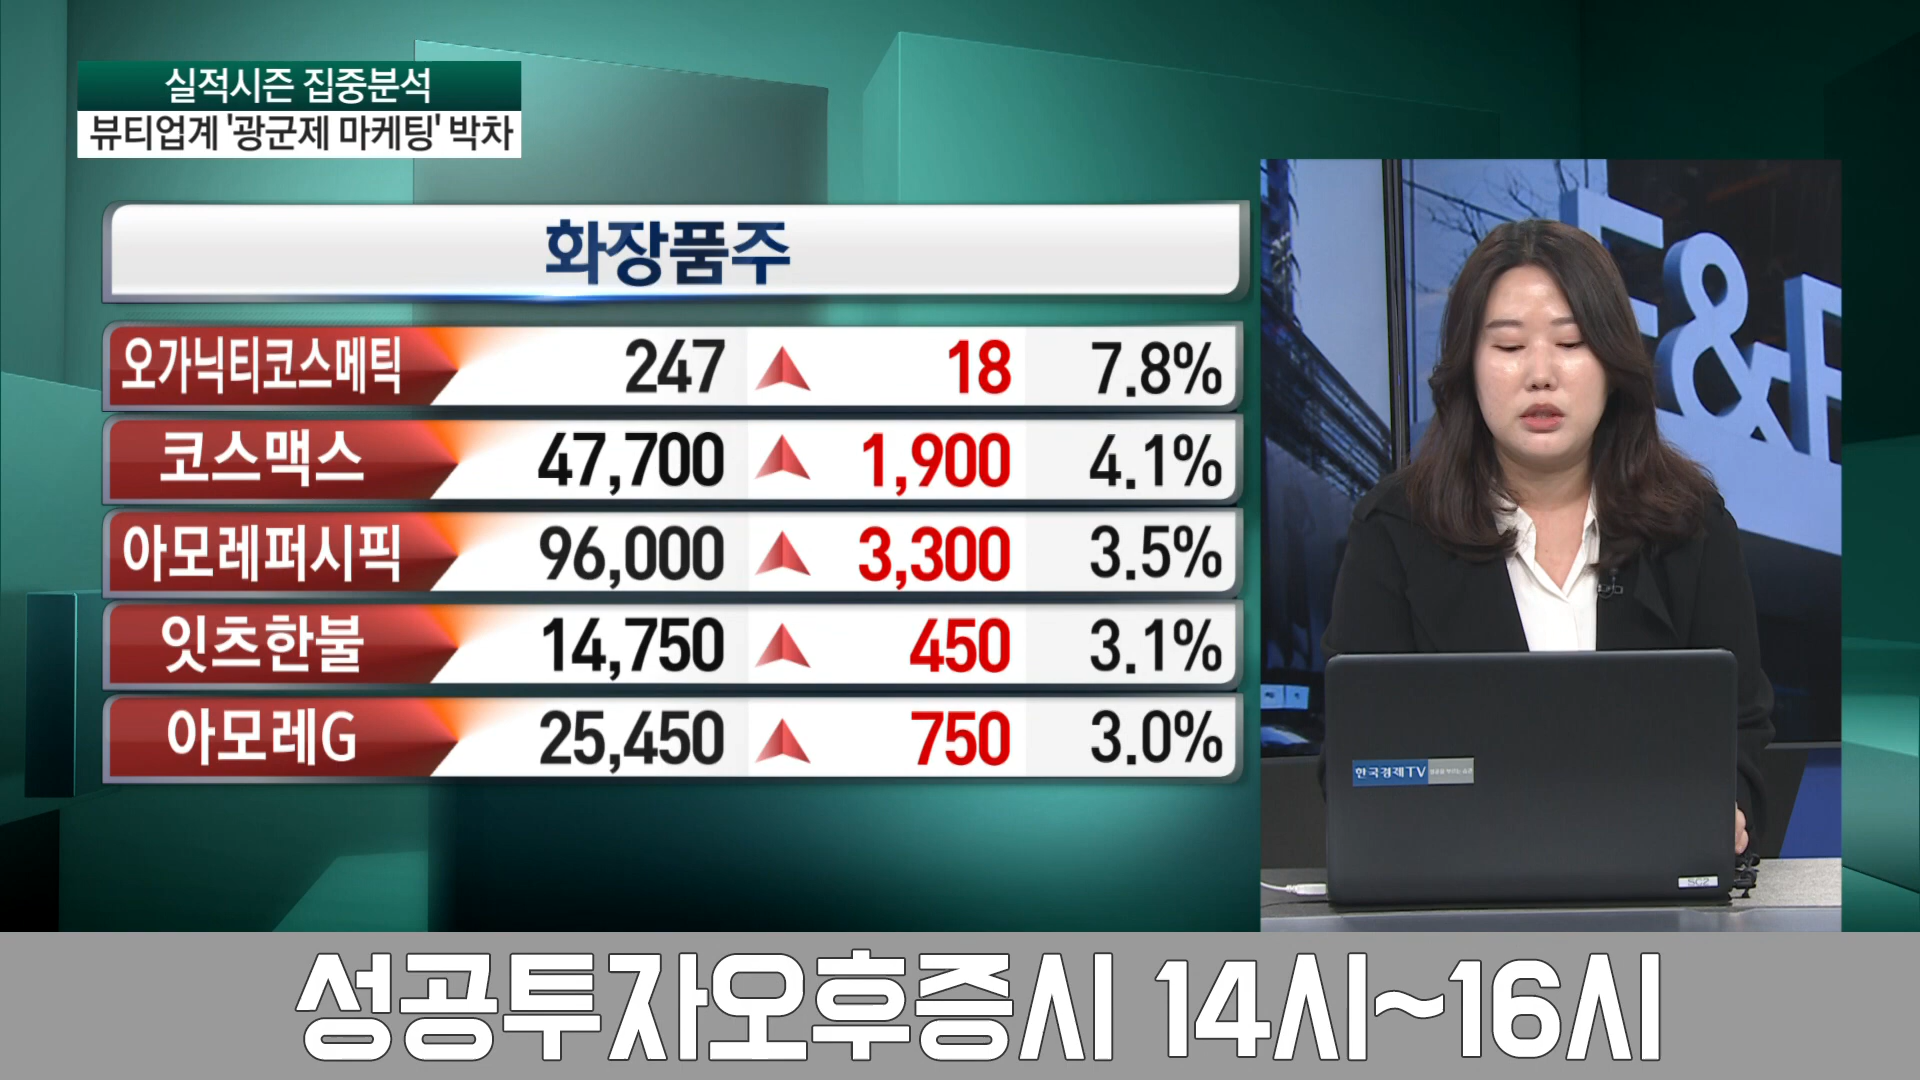 실적시즌 집중분석
뷰티업계 '광군제 마케팅' 박차
화장품주
오가닉티코스메틱 247 ▲ 18 7.8%
코스맥스 47,700 ▲ 1,900 4.1%
아모레퍼시픽 96,000 ▲ 3,300 3.5%
잇츠한불 14,750 ▲ 450 3.1%
아모레G 25,450 ▲ 750 3.0%
E&F
한국경제TV
SC2
성공투자오후증시 14시~16시